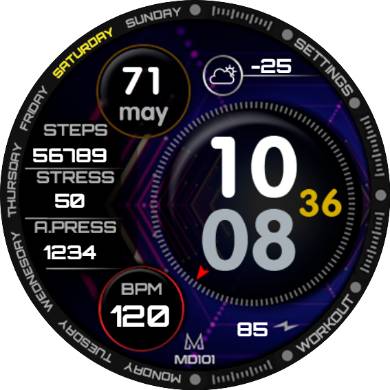 SUNDAY
SATURDAY
FRIDAY
THURSDAY
WEDNESDAY
TUESDAY
MONDAY
SETTINGS
WORKOUT
71
may
-25
STEPS
56789
STRESS
50
A.PRESS
1234
10
08
36
BPM
120
85
MD101